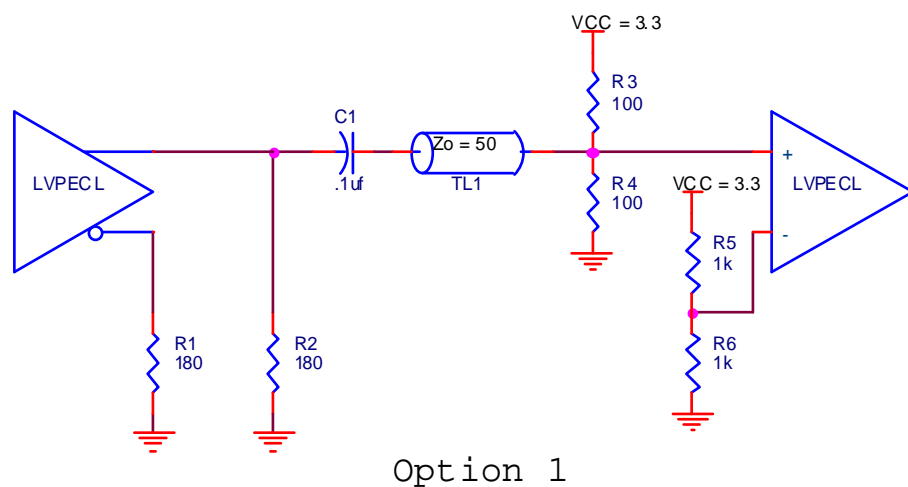 VCC = 3.3
R3
100
C1
Zo = 50
LVPECL
.1uf
TL1
R4
100
VCC = 3.3
+
LVPECL
-
R5
1k
R1
180
R2
180
R6
1k
Option 1